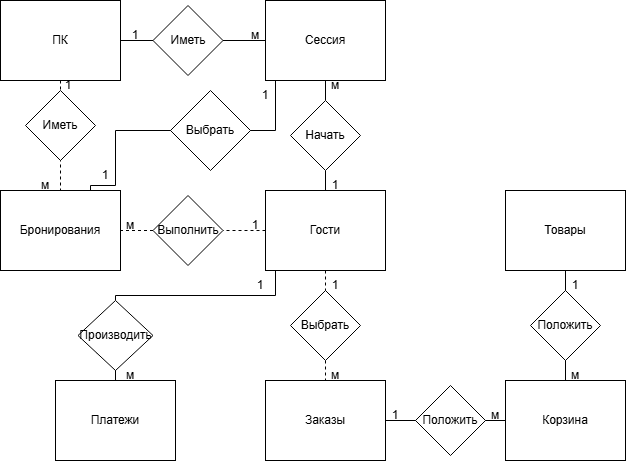 ПК
1
Иметь
м
Сессия
1
1
м
Иметь
Выбрать
Начать
м
1
1
Бронирования
м
Выполнить
1
Гости
Товары
1
1
1
Производить
Выбрать
Положить
м
м
м
Платежи
Заказы
1
Положить
м
Корзина